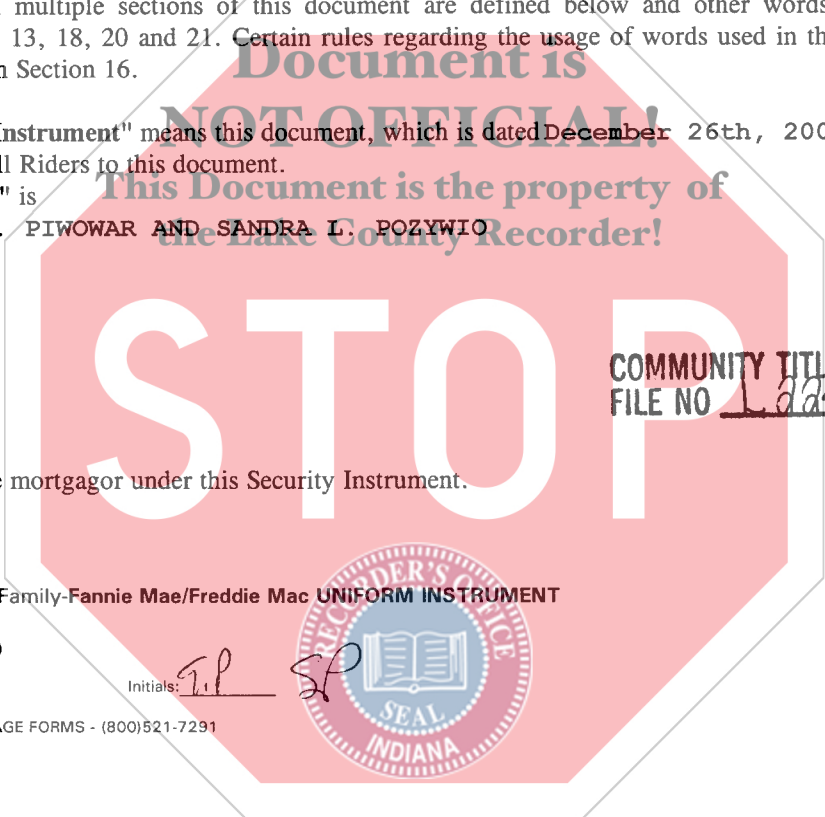 multiple sections of this document are defined below and other words
13, 18, 20 and 21. Certain rules regarding the usage of words used in th
Section 16.
Document is
NOT OFFICIAL!
This Document is the property of
the Lake County Recorder!
Instrument" means this document, which is dated December 26th, 200
ll Riders to this document.
" is
. PIWOWAR AND SANDRA L. POZYWIO
STOP
COMMUNITY TITL
FILE NO L22
e mortgagor under this Security Instrument.
Family-Fannie Mae/Freddie Mac UNIFORM INSTRUMENT
RECORDER'S OFFICE
SEAL
INDIANA
Initials: T.P SP
AGE FORMS - (800)521-7291